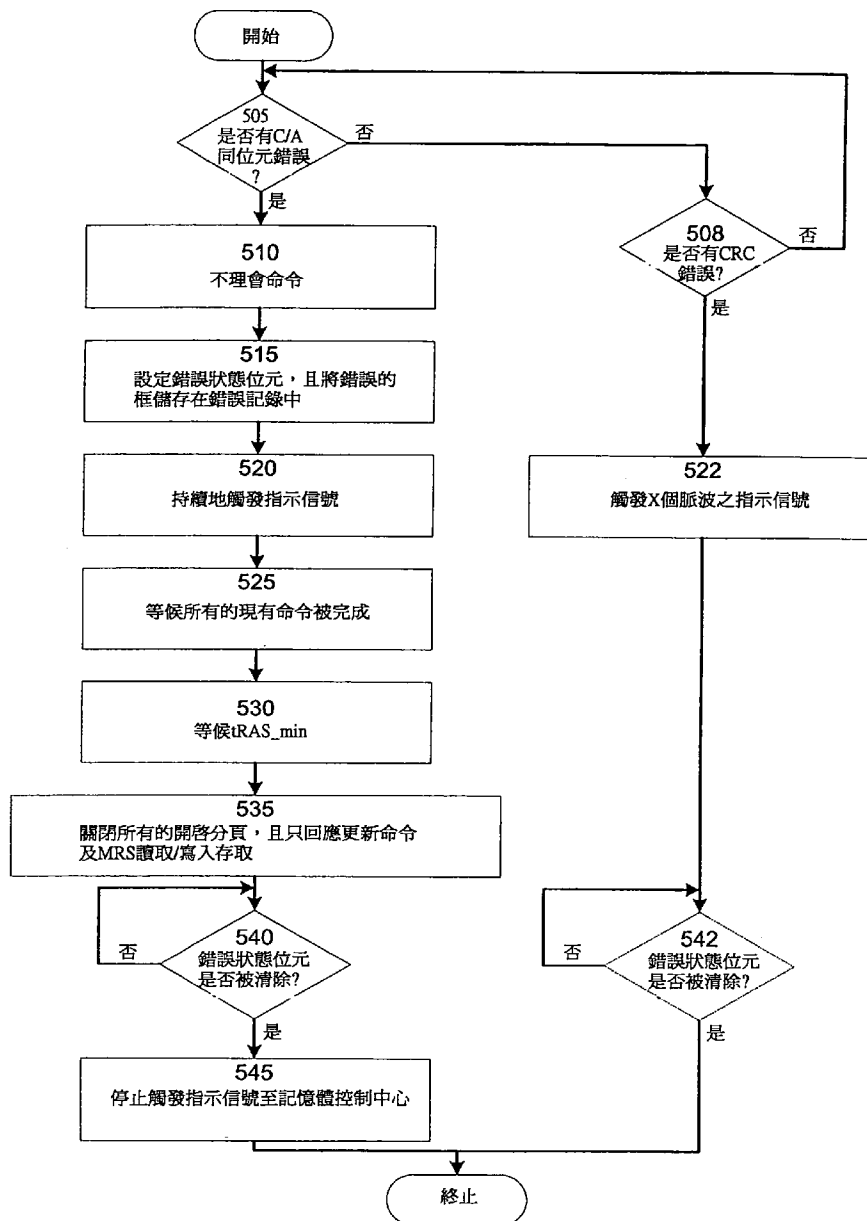 開始
505
是否有C/A
同位元錯誤
?
否
是
508
是否有CRC
錯誤?
否
是
510
不理會命令
515
設定錯誤狀態位元,且將錯誤的
框儲存在錯誤記錄中
520
持續地觸發指示信號
522
觸發X個脈波之指示信號
525
等候所有的現有命令被完成
530
等候tRAS_min
535
關閉所有的開啓分頁,且只回應更新命令
及MRS讀取/寫入存取
540
錯誤狀態位元
是否被清除?
否
是
542
錯誤狀態位元
是否被清除?
否
是
545
停止觸發指示信號至記憶體控制中心
終止